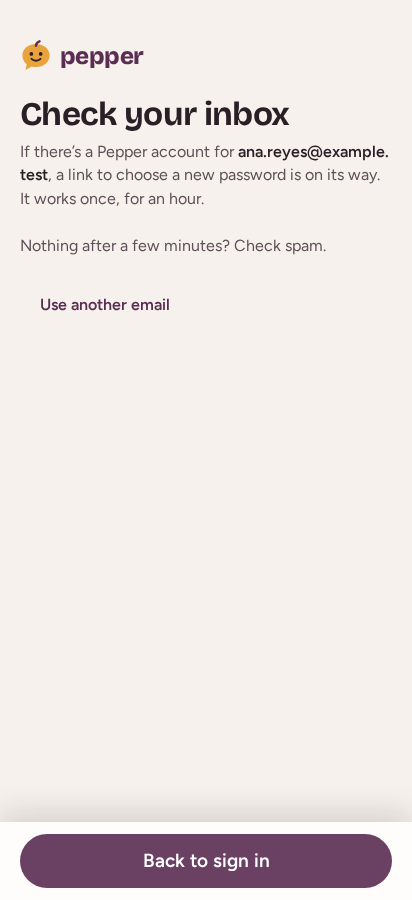 pepper
Check your inbox
If there’s a Pepper account for ana.reyes@example.
test, a link to choose a new password is on its way.
It works once, for an hour.
Nothing after a few minutes? Check spam.
Use another email
Back to sign in